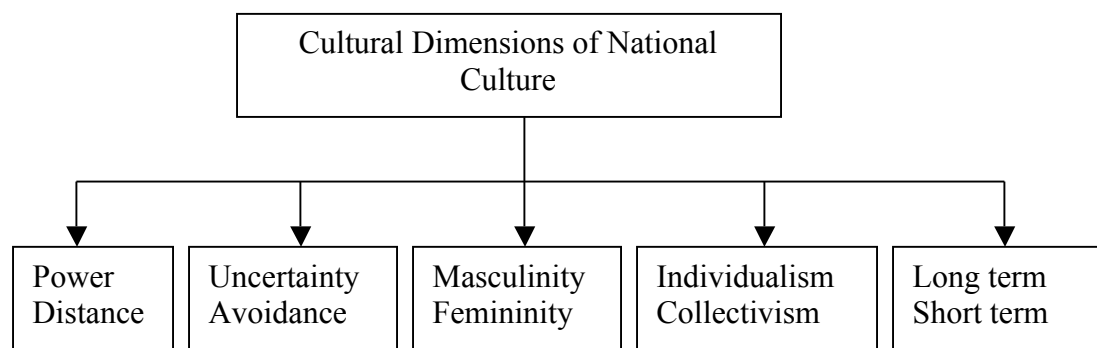 Cultural Dimensions of National
Culture
Power
Distance
Uncertainty
Avoidance
Masculinity
Femininity
Individualism
Collectivism
Long term
Short term